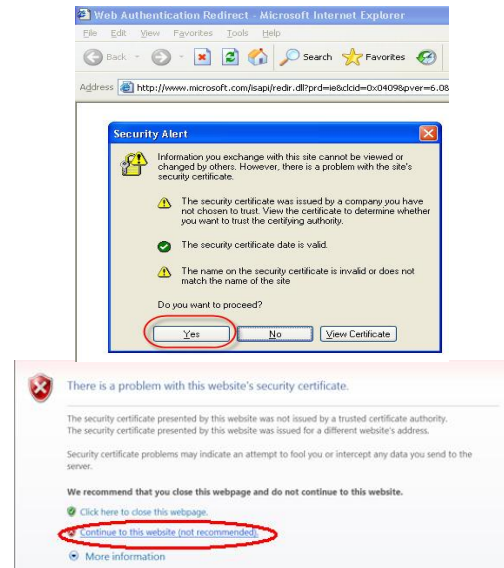 Web Authentication Redirect - Microsoft Internet Explorer
File Edit View Favorites Tools Help
Back Search Favorites
Address http://www.microsoft.com/isapi/redir.dll?prd=ie&clcid=0x0409&pver=6.0&
Security Alert
Information you exchange with this site cannot be viewed or
changed by others. However, there is a problem with the site's
security certificate.
The security certificate was issued by a company you have
not chosen to trust. View the certificate to determine whether
you want to trust the certifying authority.
The security certificate date is valid.
The name on the security certificate is invalid or does not
match the name of the site
Do you want to proceed?
Yes No View Certificate
There is a problem with this website's security certificate.
The security certificate presented by this website was not issued by a trusted certificate authority.
The security certificate presented by this website was issued for a different website's address.
Security certificate problems may indicate an attempt to fool you or intercept any data you send to the
server.
We recommend that you close this webpage and do not continue to this website.
Click here to close this webpage.
Continue to this website (not recommended).
More information